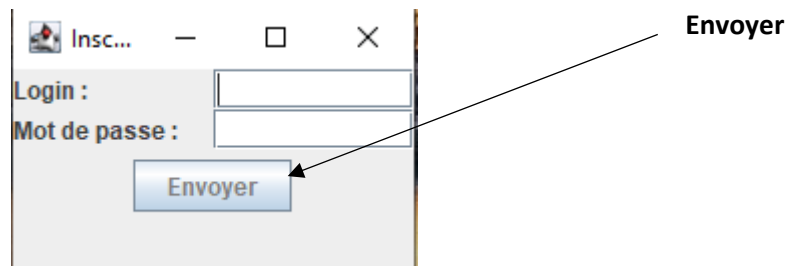 Insc...
Envoyer
Login :
Mot de passe :
Envoyer